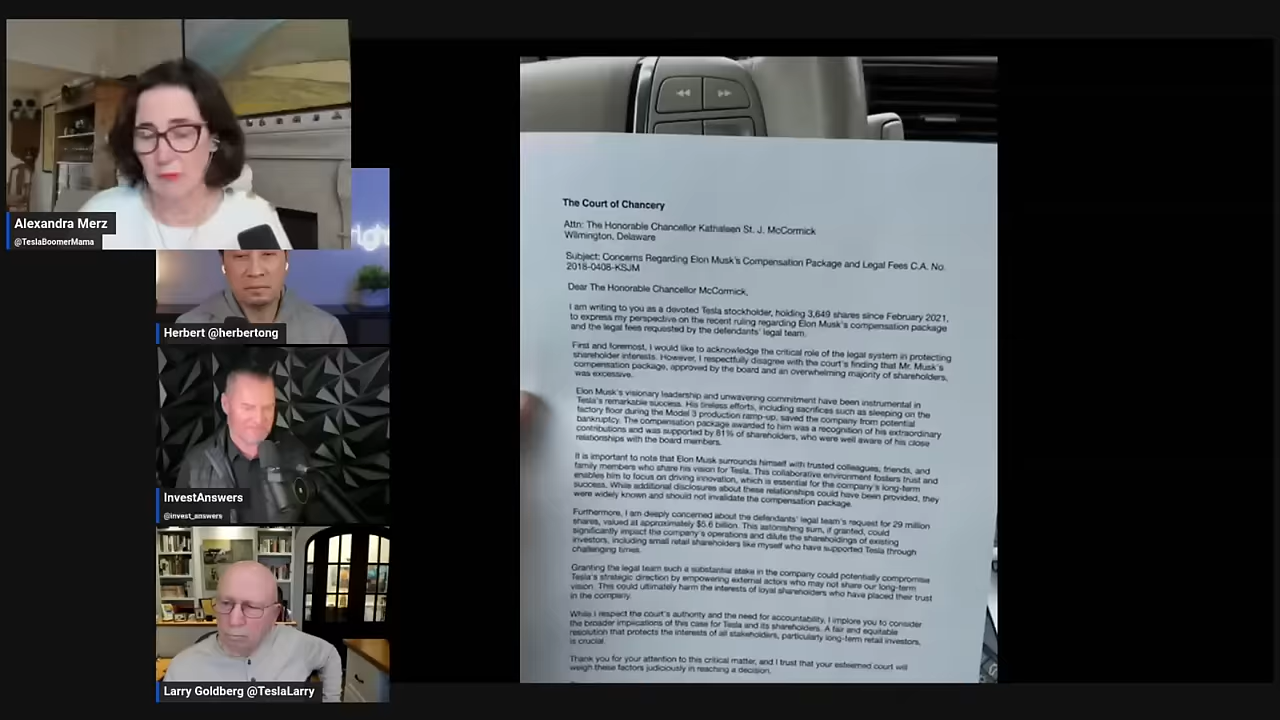 Alexandra Merz
@TeslaBoomerMama
Herbert @herbertong
InvestAnswers
@invest_answers
Larry Goldberg @TeslaLarry
The Court of Chancery
Attn: The Honorable Chancellor Kathaleen St. J. McCormick
Wilmington, Delaware
Subject: Concerns Regarding Elon Musk's Compensation Package and Legal Fees C.A. No.
2018-0408-KSJM
Dear The Honorable Chancellor McCormick,
I am writing to you as a devoted Tesla stockholder, holding 3,649 shares since February 2021,
to express my perspective on the recent ruling regarding Elon Musk's compensation package
and the legal fees requested by the defendants' legal team.
First and foremost, I would like to acknowledge the critical role of the legal system in protecting
shareholder interests. However, I respectfully disagree with the court's finding that Mr. Musk's
compensation package, approved by the board and an overwhelming majority of shareholders,
was excessive.
Elon Musk's visionary leadership and unwavering commitment have been instrumental in
Tesla's remarkable success. His tireless efforts, including sacrifices such as sleeping on the
factory floor during the Model 3 production ramp-up, saved the company from potential
bankruptcy. The compensation package awarded to him was a recognition of his extraordinary
contributions and was supported by 81% of shareholders, who were well aware of his close
relationships with the board members.
It is important to note that Elon Musk surrounds himself with trusted colleagues, friends, and
family members who share his vision for Tesla. This collaborative environment fosters trust and
enables him to focus on driving innovation, which is essential for the company's long-term
success. While additional disclosures about these relationships could have been provided, they
were widely known and should not invalidate the compensation package.
Furthermore, I am deeply concerned about the defendants' legal team's request for 29 million
shares, valued at approximately $5.6 billion. This astonishing sum, if granted, could
significantly impact the company's operations and dilute the shareholdings of existing
investors, including small retail shareholders like myself who have supported Tesla through
challenging times.
Granting the legal team such a substantial stake in the company could potentially compromise
Tesla's strategic direction by empowering external actors who may not share our long-term
vision. This could ultimately harm the interests of loyal shareholders who have placed their trust
in the company.
While I respect the court's authority and the need for accountability, I implore you to consider
the broader implications of this case for Tesla and its shareholders. A fair and equitable
resolution that protects the interests of all stakeholders, particularly long-term retail investors,
is crucial.
Thank you for your attention to this critical matter, and I trust that your esteemed court will
weigh these factors judiciously in reaching a decision.